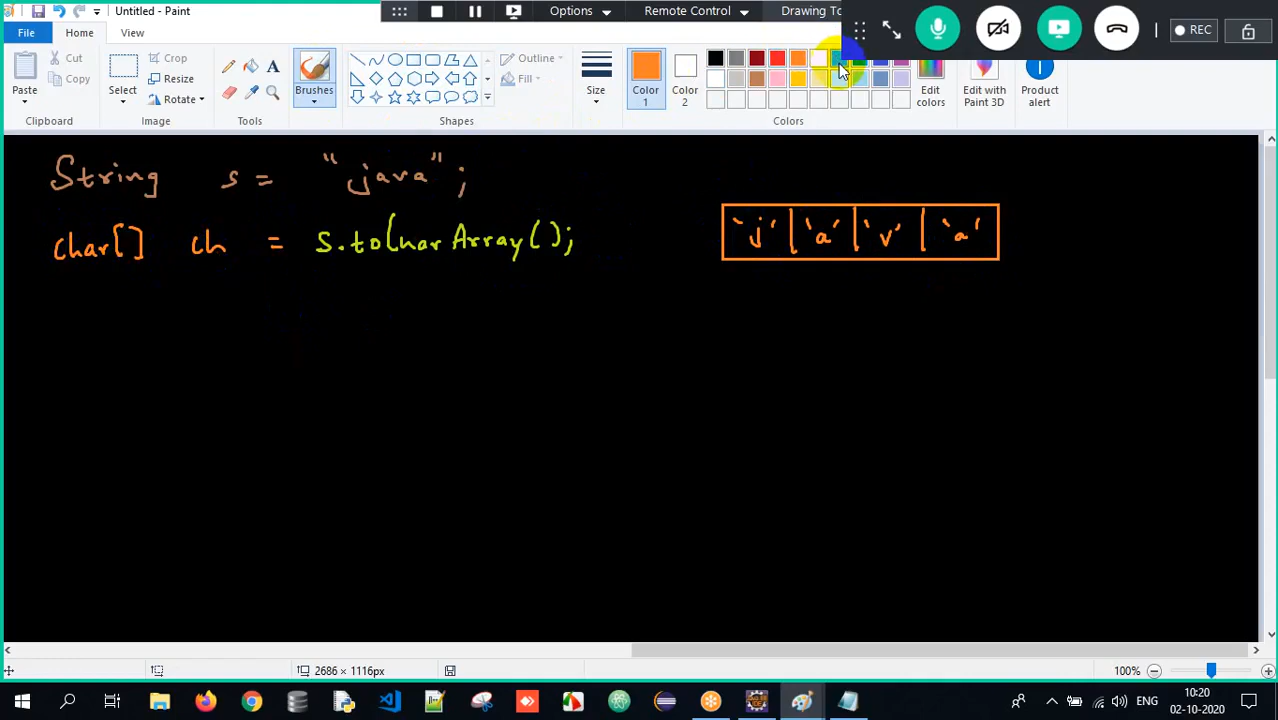 Untitled - Paint
Options
Remote Control
Drawing To
REC
File
Home
View
Paste
Cut
Copy
Clipboard
Select
Crop
Resize
Rotate
Image
Tools
Brushes
Outline
Fill
Shapes
Size
Color 1
Color 2
Edit colors
Colors
Edit with Paint 3D
Product alert
String s = "java";
char[] ch = s.toCharArray();
'j' 'a' 'v' 'a'
2686 × 1116px
100%
ENG
10:20
02-10-2020